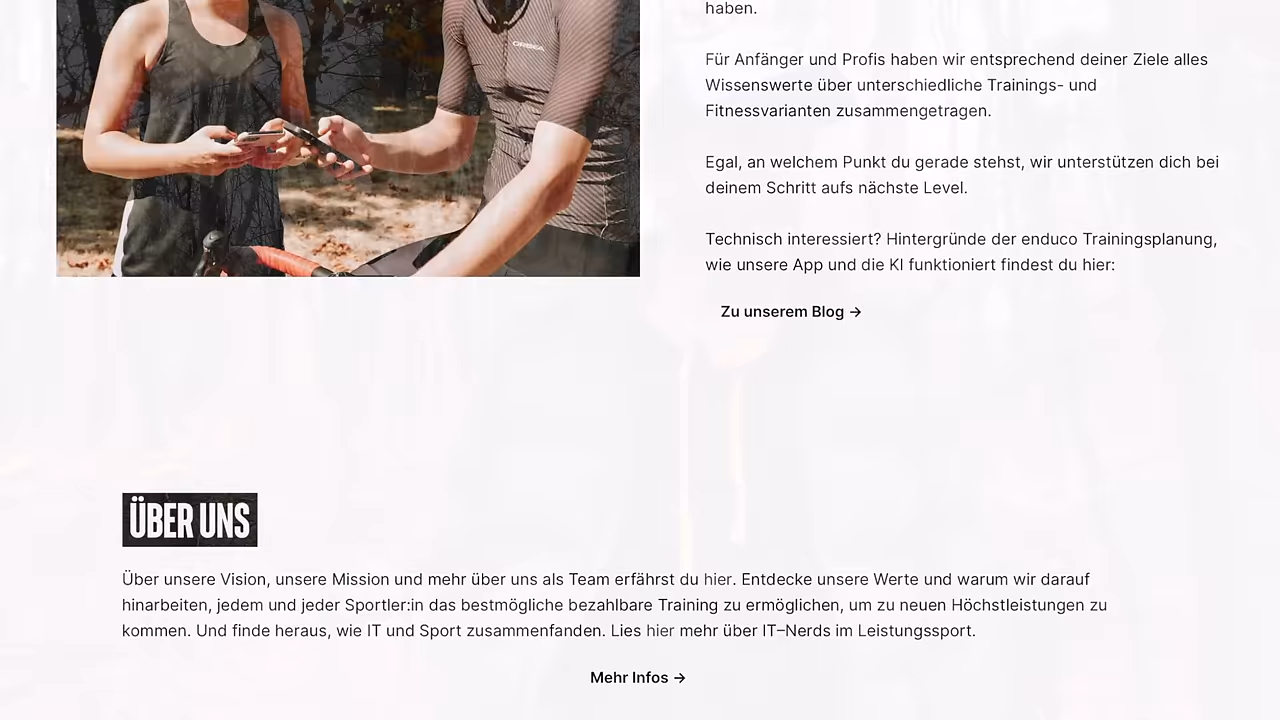 haben.
Für Anfänger und Profis haben wir entsprechend deiner Ziele alles
Wissenswerte über unterschiedliche Trainings- und
Fitnessvarianten zusammengetragen.
Egal, an welchem Punkt du gerade stehst, wir unterstützen dich bei
deinem Schritt aufs nächste Level.
Technisch interessiert? Hintergründe der enduco Trainingsplanung,
wie unsere App und die KI funktioniert findest du hier:
Zu unserem Blog →
ORBEA
ÜBER UNS
Über unsere Vision, unsere Mission und mehr über uns als Team erfährst du hier. Entdecke unsere Werte und warum wir darauf
hinarbeiten, jedem und jeder Sportler:in das bestmögliche bezahlbare Training zu ermöglichen, um zu neuen Höchstleistungen zu
kommen. Und finde heraus, wie IT und Sport zusammenfanden. Lies hier mehr über IT–Nerds im Leistungssport.
Mehr Infos →